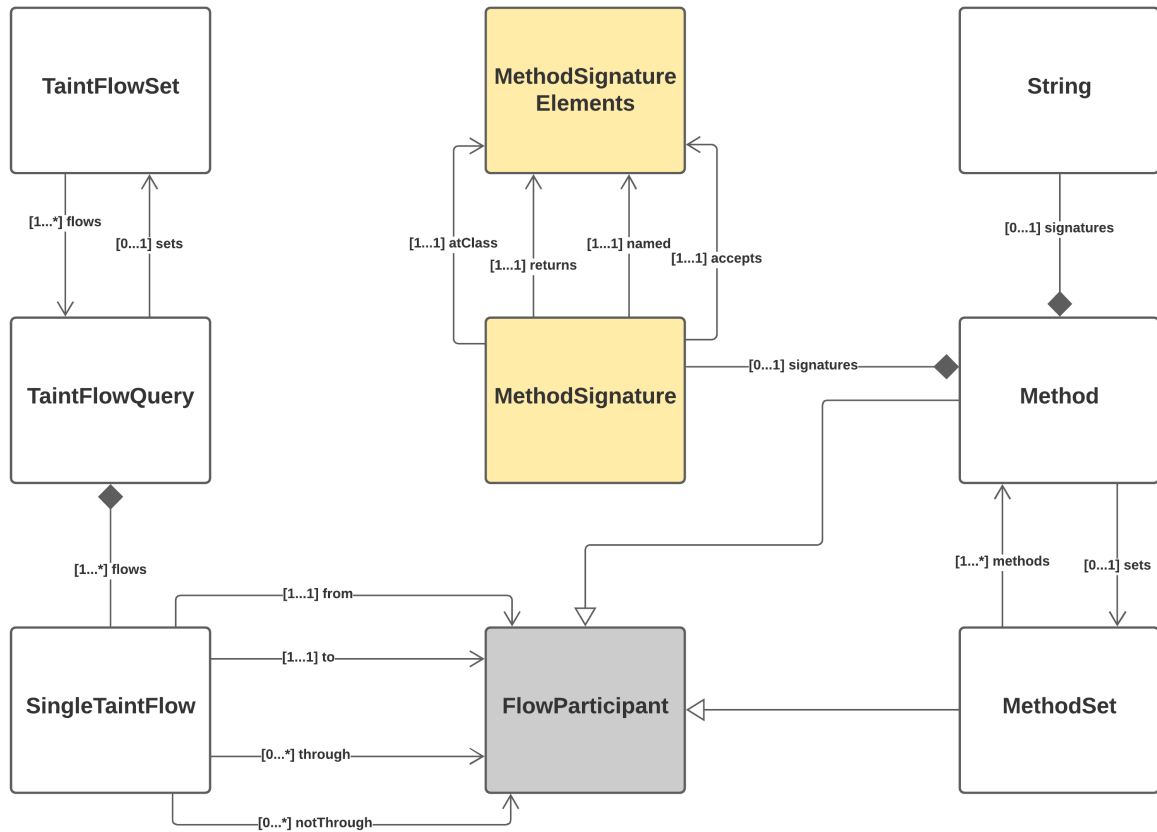 TaintFlowSet
MethodSignature
Elements
String
[1...*] flows
[0...1] sets
[1...1] atClass
[1...1] returns
[1...1] named
[1...1] accepts
[0...1] signatures
TaintFlowQuery
MethodSignature
[0...1] signatures
Method
[1...*] flows
[1...*] methods
[0...1] sets
[1...1] from
[1...1] to
SingleTaintFlow
FlowParticipant
MethodSet
[0...*] through
[0...*] notThrough